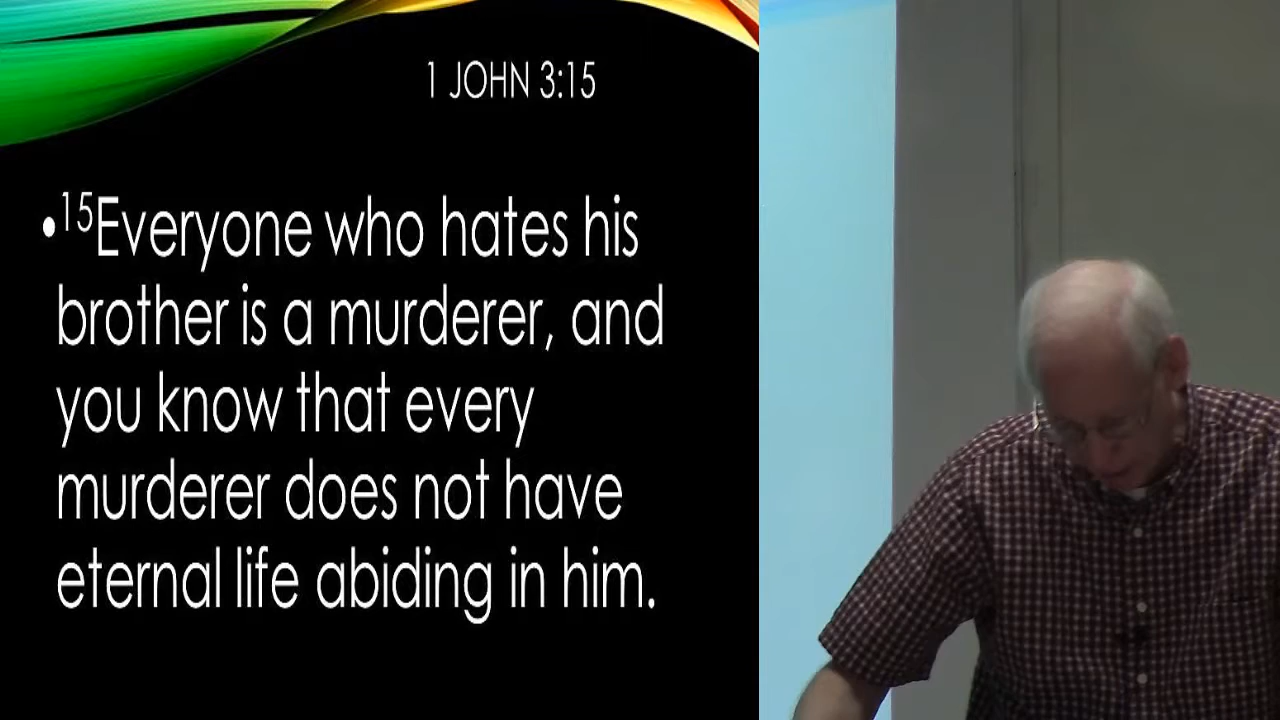 1 JOHN 3:15
•¹⁵Everyone who hates his
brother is a murderer, and
you know that every
murderer does not have
eternal life abiding in him.